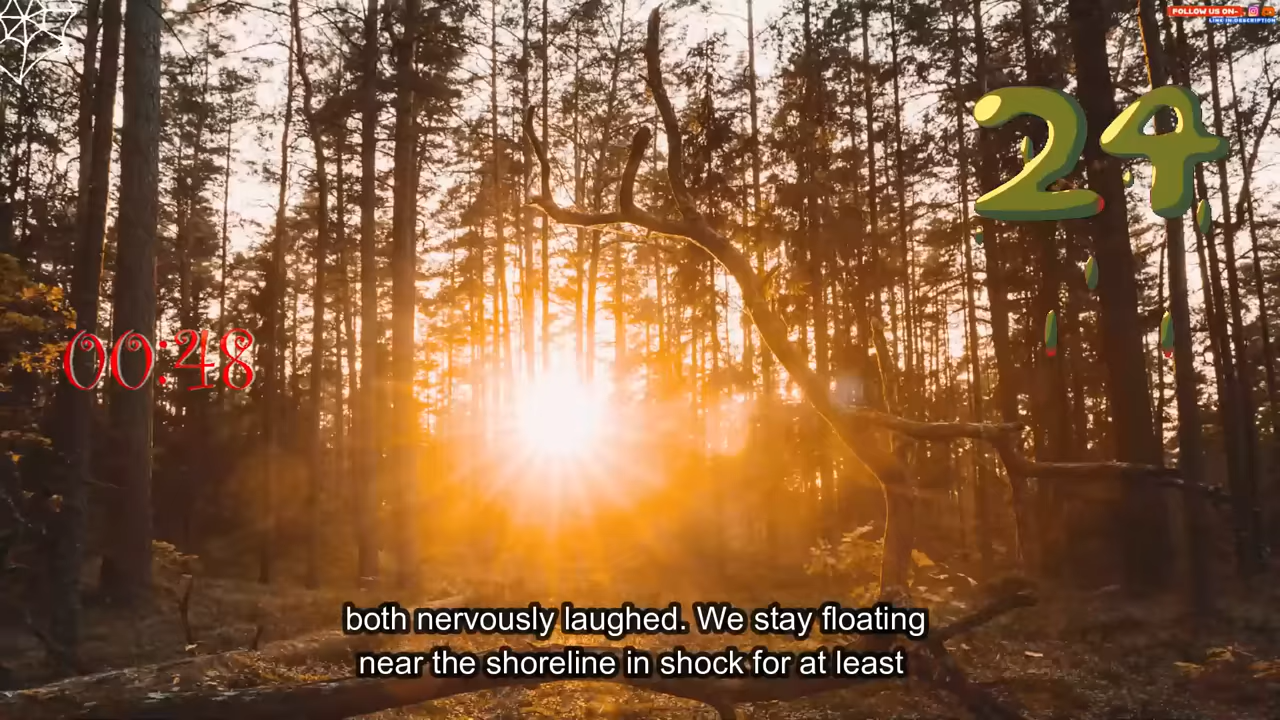 FOLLOW US ON-
LINK IN DESCRIPTION
24
00:48
both nervously laughed. We stay floating
near the shoreline in shock for at least